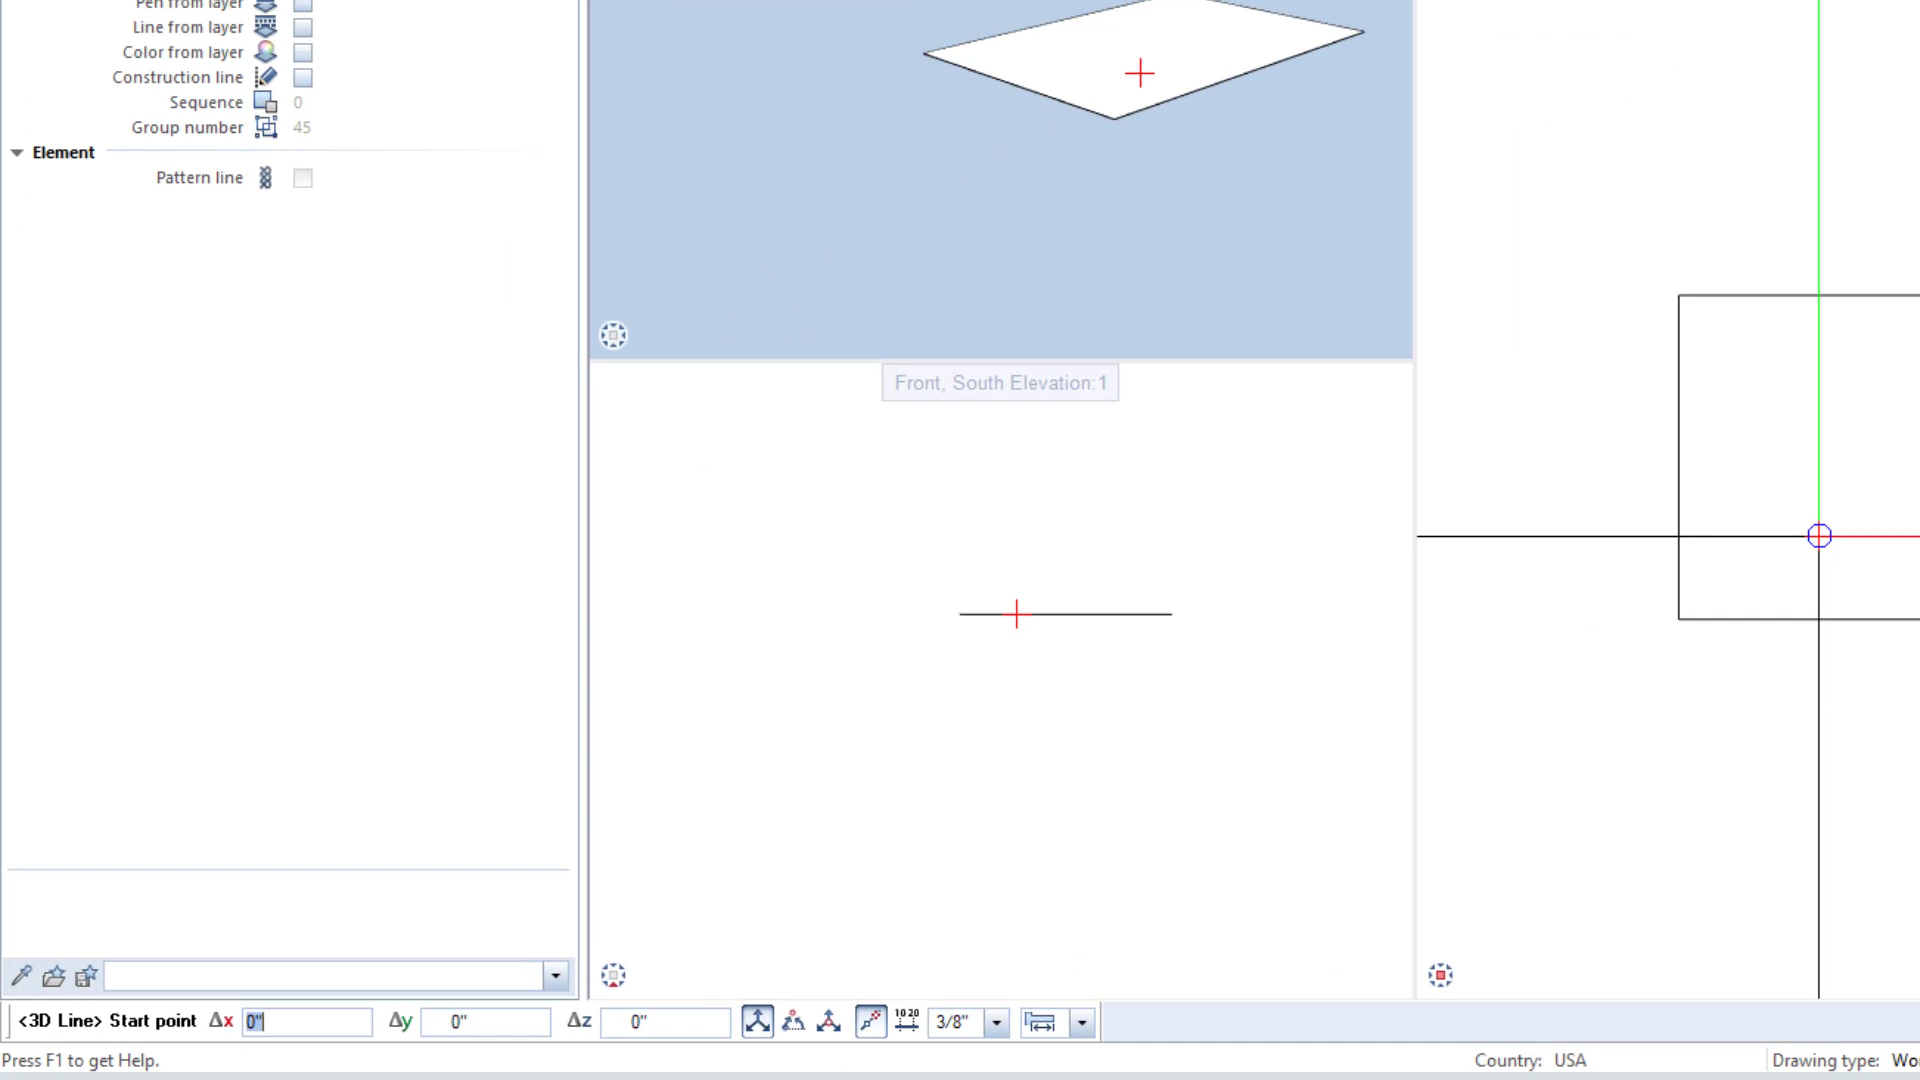 Pen from layer
Line from layer
Color from layer
Construction line
Sequence 0
Group number 45
Element
Pattern line
Front, South Elevation:1
<3D Line> Start point Δx 0" Δy 0" Δz 0" 1020 3/8"
Press F1 to get Help. Country: USA Drawing type: Wo